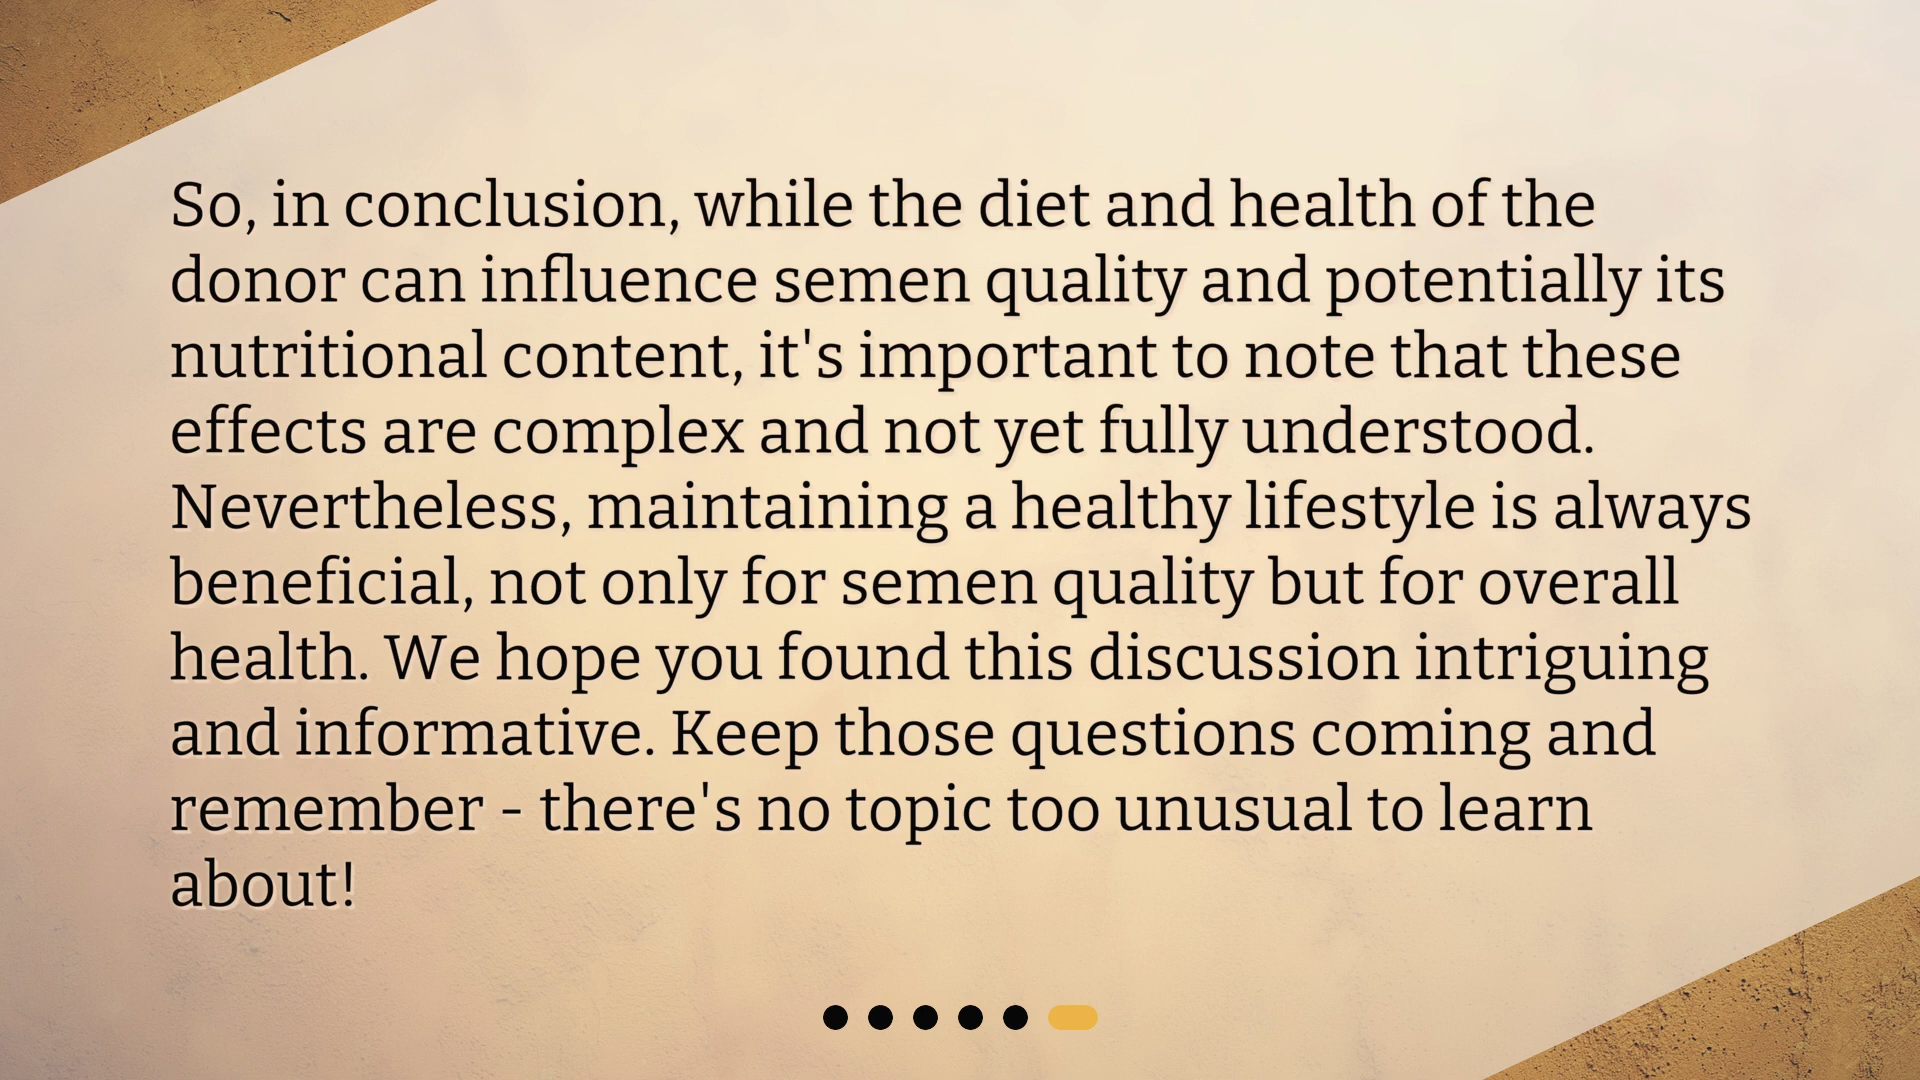 So, in conclusion, while the diet and health of the
donor can influence semen quality and potentially its
nutritional content, it's important to note that these
effects are complex and not yet fully understood.
Nevertheless, maintaining a healthy lifestyle is always
beneficial, not only for semen quality but for overall
health. We hope you found this discussion intriguing
and informative. Keep those questions coming and
remember - there's no topic too unusual to learn
about!